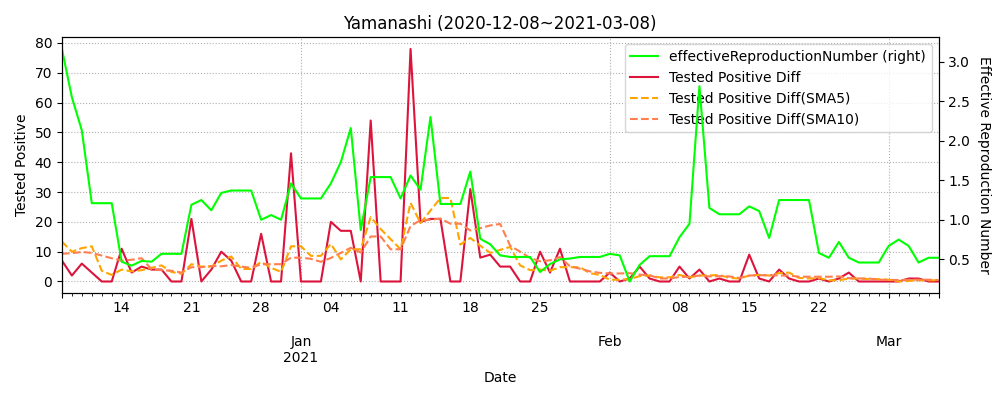 Yamanashi (2020-12-08~2021-03-08)
effectiveReproductionNumber (right)
Tested Positive Diff
Tested Positive Diff(SMA5)
Tested Positive Diff(SMA10)
Tested Positive
80
70
60
50
40
30
20
10
0
3.0
2.5
2.0
1.5
1.0
0.5
Effective Reproduction Number
14 21 28 04 11 18 25 08 15 22
Jan Feb Mar
2021
Date